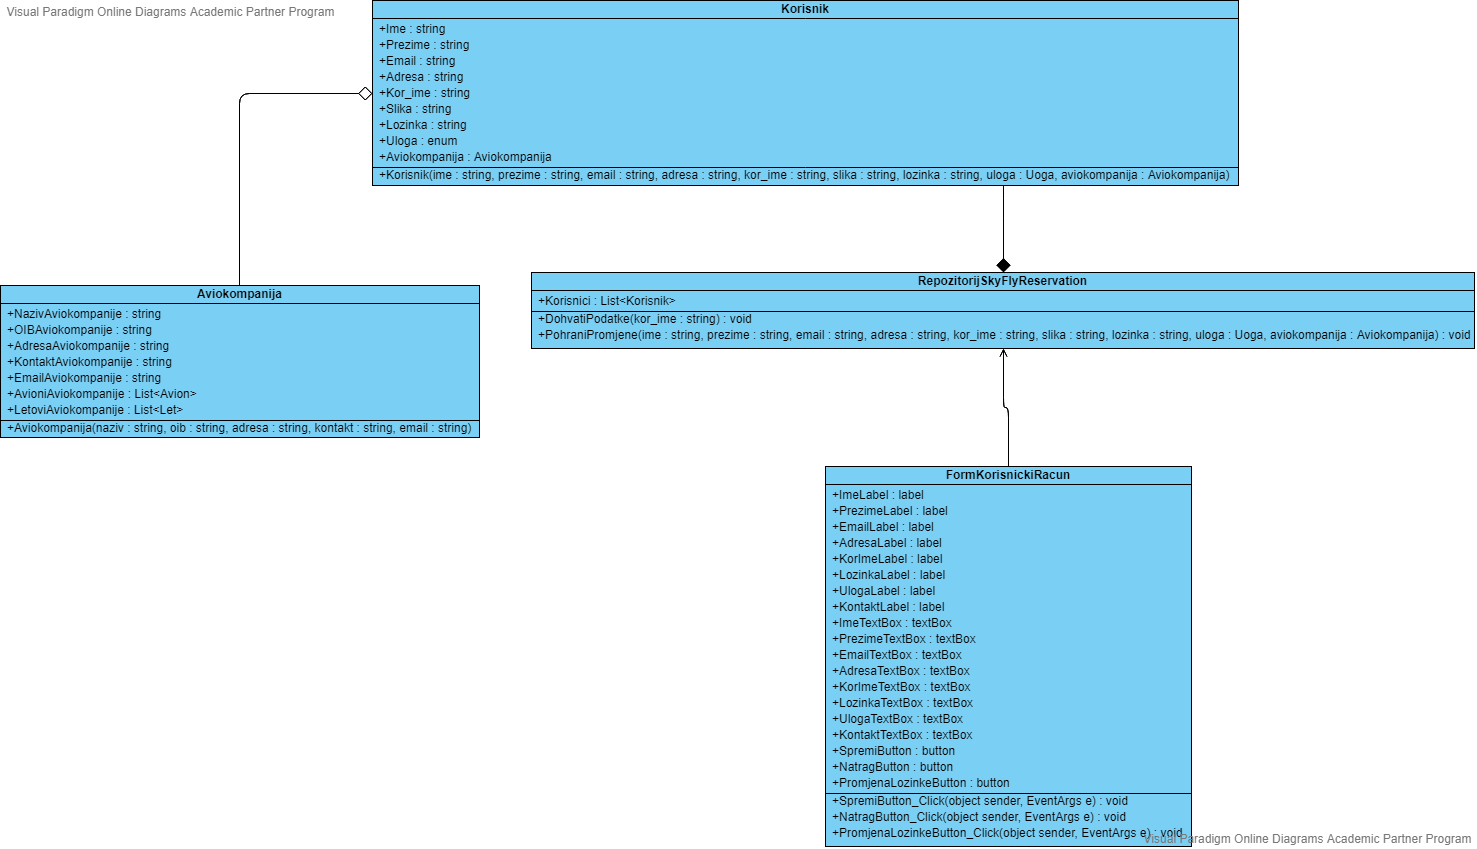 Visual Paradigm Online Diagrams Academic Partner Program
Korisnik
+Ime : string
+Prezime : string
+Email : string
+Adresa : string
+Kor_ime : string
+Slika : string
+Lozinka : string
+Uloga : enum
+Aviokompanija : Aviokompanija
+Korisnik(ime : string, prezime : string, email : string, adresa : string, kor_ime : string, slika : string, lozinka : string, uloga : Uoga, aviokompanija : Aviokompanija)
Aviokompanija
+NazivAviokompanije : string
+OIBAviokompanije : string
+AdresaAviokompanije : string
+KontaktAviokompanije : string
+EmailAviokompanije : string
+AvioniAviokompanije : List<Avion>
+LetoviAviokompanije : List<Let>
+Aviokompanija(naziv : string, oib : string, adresa : string, kontakt : string, email : string)
RepozitorijSkyFlyReservation
+Korisnici : List<Korisnik>
+DohvatiPodatke(kor_ime : string) : void
+PohraniPromjene(ime : string, prezime : string, email : string, adresa : string, kor_ime : string, slika : string, lozinka : string, uloga : Uoga, aviokompanija : Aviokompanija) : void
FormKorisnickiRacun
+ImeLabel : label
+PrezimeLabel : label
+EmailLabel : label
+AdresaLabel : label
+KorImeLabel : label
+LozinkaLabel : label
+UlogaLabel : label
+KontaktLabel : label
+ImeTextBox : textBox
+PrezimeTextBox : textBox
+EmailTextBox : textBox
+AdresaTextBox : textBox
+KorImeTextBox : textBox
+LozinkaTextBox : textBox
+UlogaTextBox : textBox
+KontaktTextBox : textBox
+SpremiButton : button
+NatragButton : button
+PromjenaLozinkeButton : button
+SpremiButton_Click(object sender, EventArgs e) : void
+NatragButton_Click(object sender, EventArgs e) : void
+PromjenaLozinkeButton_Click(object sender, EventArgs e) : void
Visual Paradigm Online Diagrams Academic Partner Program